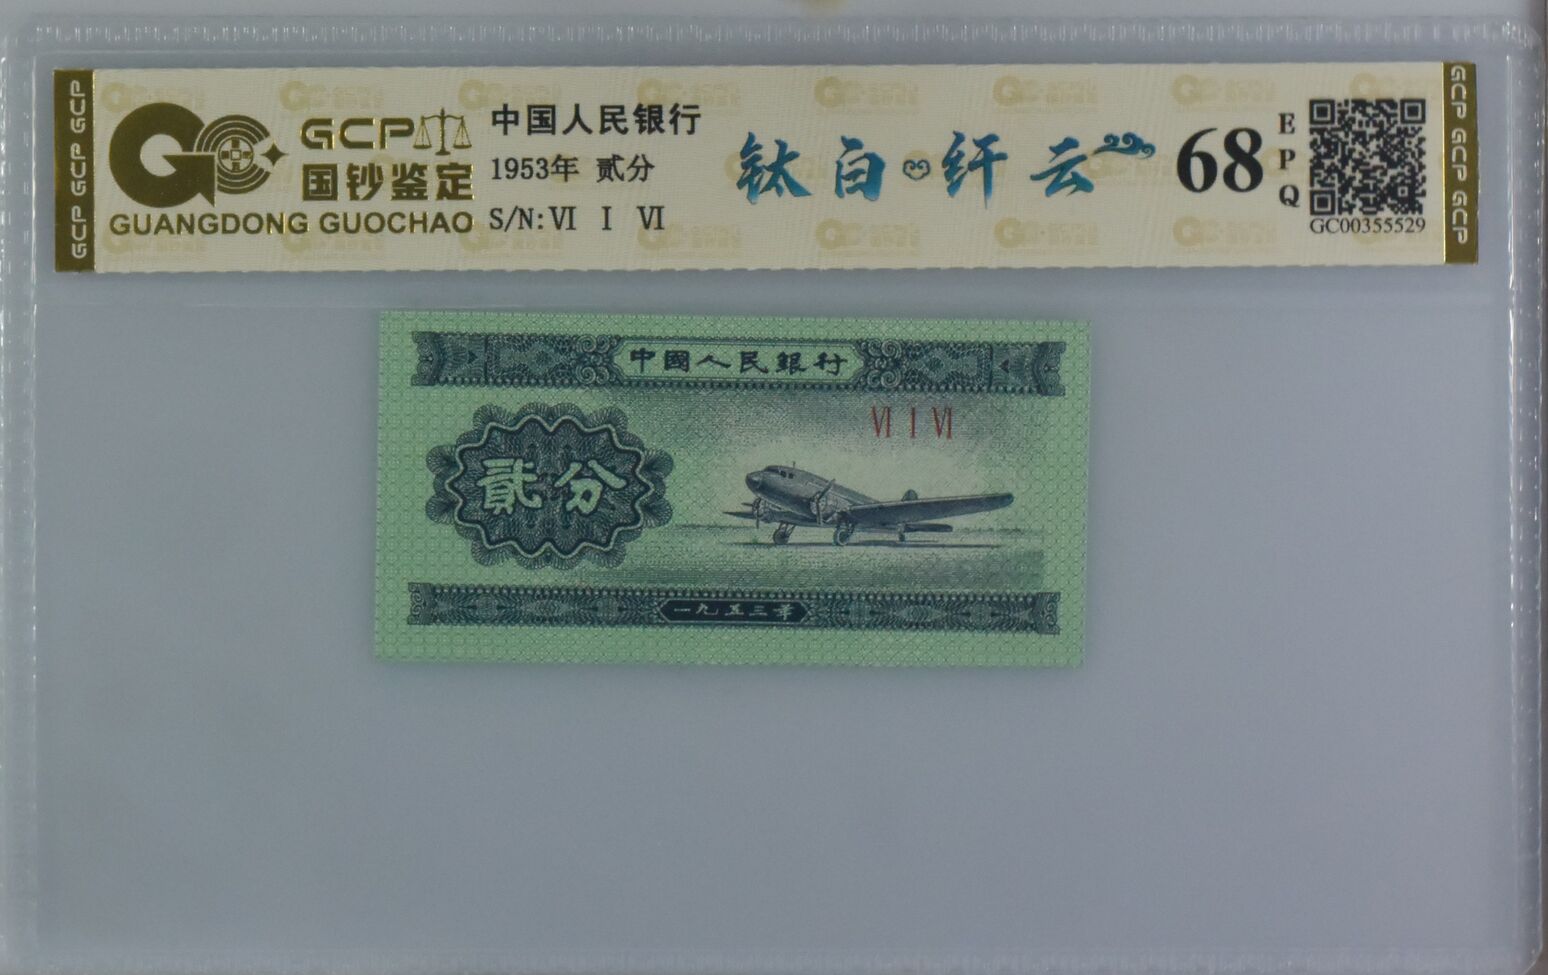 GCP GCP GCP
GCP
国钞鉴定
GUANGDONG GUOCHAO
中国人民银行
1953年 贰分
S/N: Ⅵ Ⅰ Ⅵ
钛白 纤云
68
EPQ
GC00355529
GCP GCP GCP
中國人民銀行
Ⅵ Ⅰ Ⅵ
貳分
一九五三年